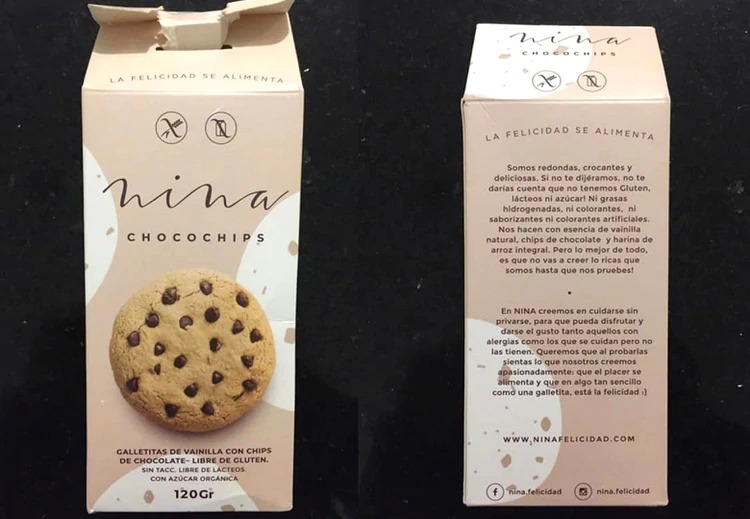 LA FELICIDAD SE ALIMENTA
nina
CHOCOCHIPS
GALLETITAS DE VAINILLA CON CHIPS
DE CHOCOLATE- LIBRE DE GLUTEN.
SIN TACC. LIBRE DE LÁCTEOS.
CON AZÚCAR ORGÁNICA
120Gr
nina
CHOCOCHIPS
LA FELICIDAD SE ALIMENTA
Somos redondas, crocantes y
deliciosas. Si no te dijéramos, no te
darías cuenta que no tenemos Gluten,
lácteos ni azúcar! Ni grasas
hidrogenadas, ni colorantes, ni
saborizantes ni colorantes artificiales.
Nos hacen con esencia de vainilla
natural, chips de chocolate y harina de
arroz integral. Pero lo mejor de todo,
es que no vas a creer lo ricas que
somos hasta que nos pruebes!
•
En NINA creemos en cuidarse sin
privarse, para que pueda disfrutar y
darse el gusto tanto aquellos con
alergias como los que se cuidan pero no
las tienen. Queremos que al probarlas
sientas lo que nosotros creemos
apasionadamente: que el placer se
alimenta y que en algo tan sencillo
como una galletita, está la felicidad :)
WWW.NINAFELICIDAD.COM
nina.felicidad nina.felicidad